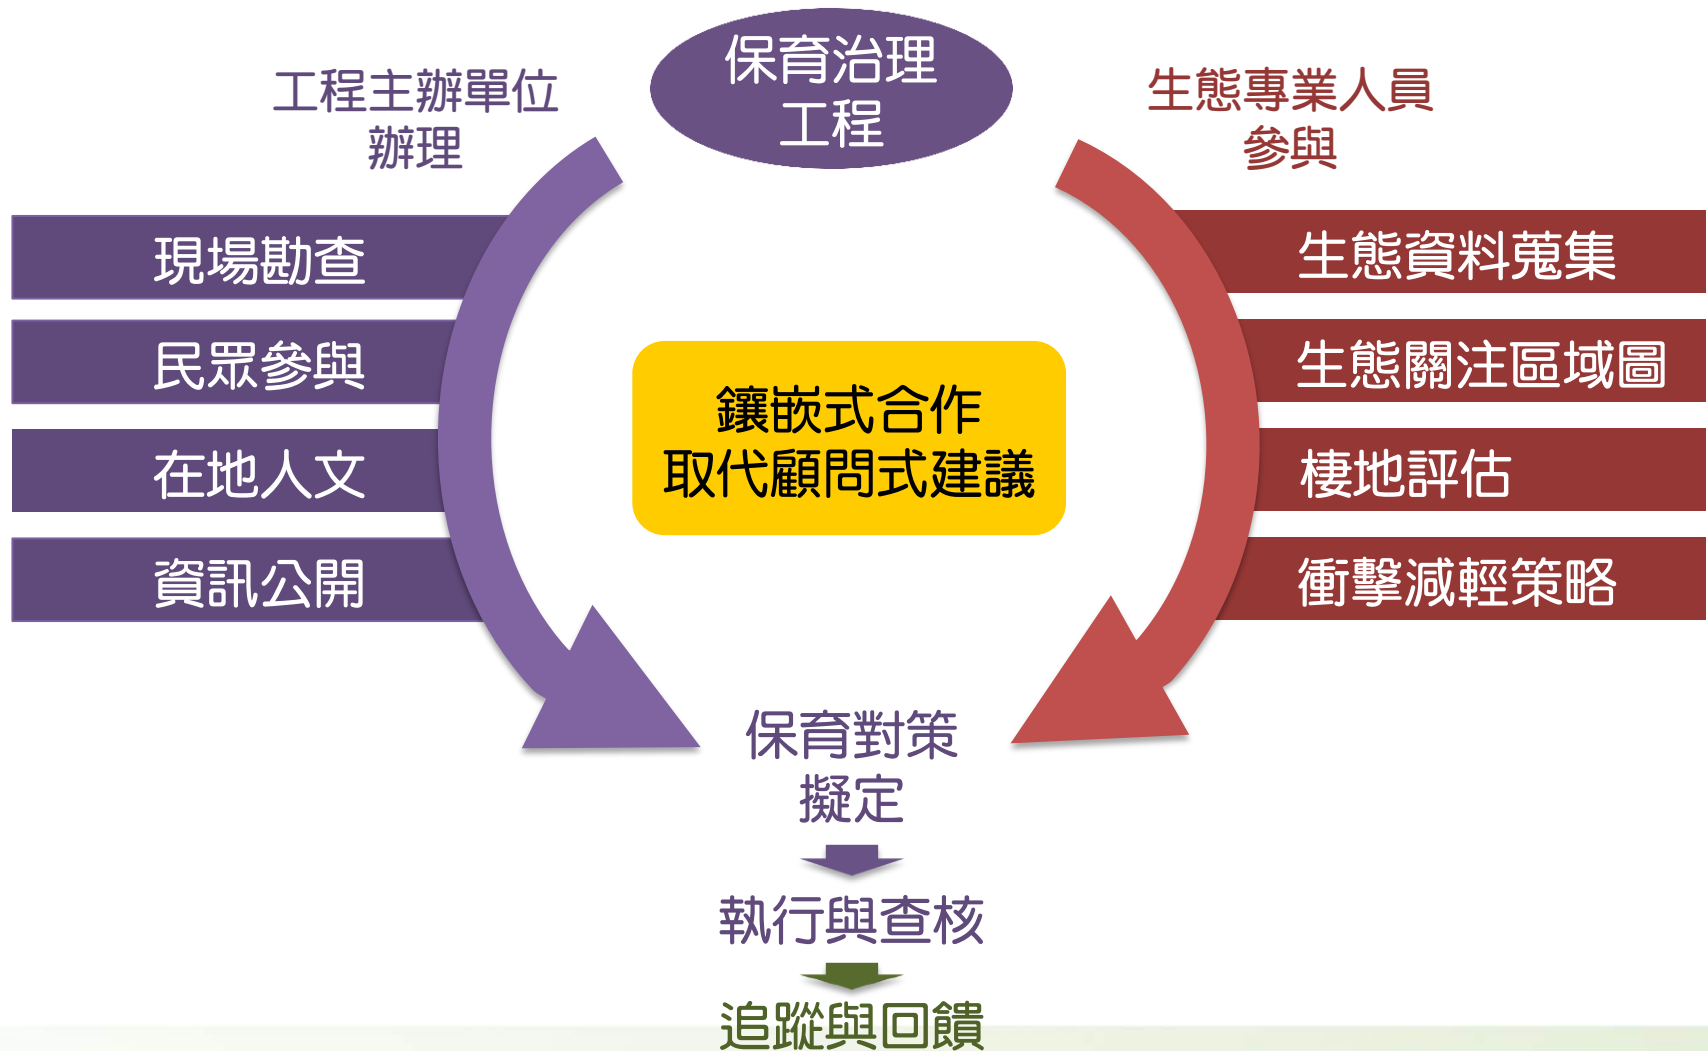 保育治理
工程
工程主辦單位
辦理
生態專業人員
參與
現場勘查
民眾參與
在地人文
資訊公開
鑲嵌式合作
取代顧問式建議
生態資料蒐集
生態關注區域圖
棲地評估
衝擊減輕策略
保育對策
擬定
執行與查核
追蹤與回饋